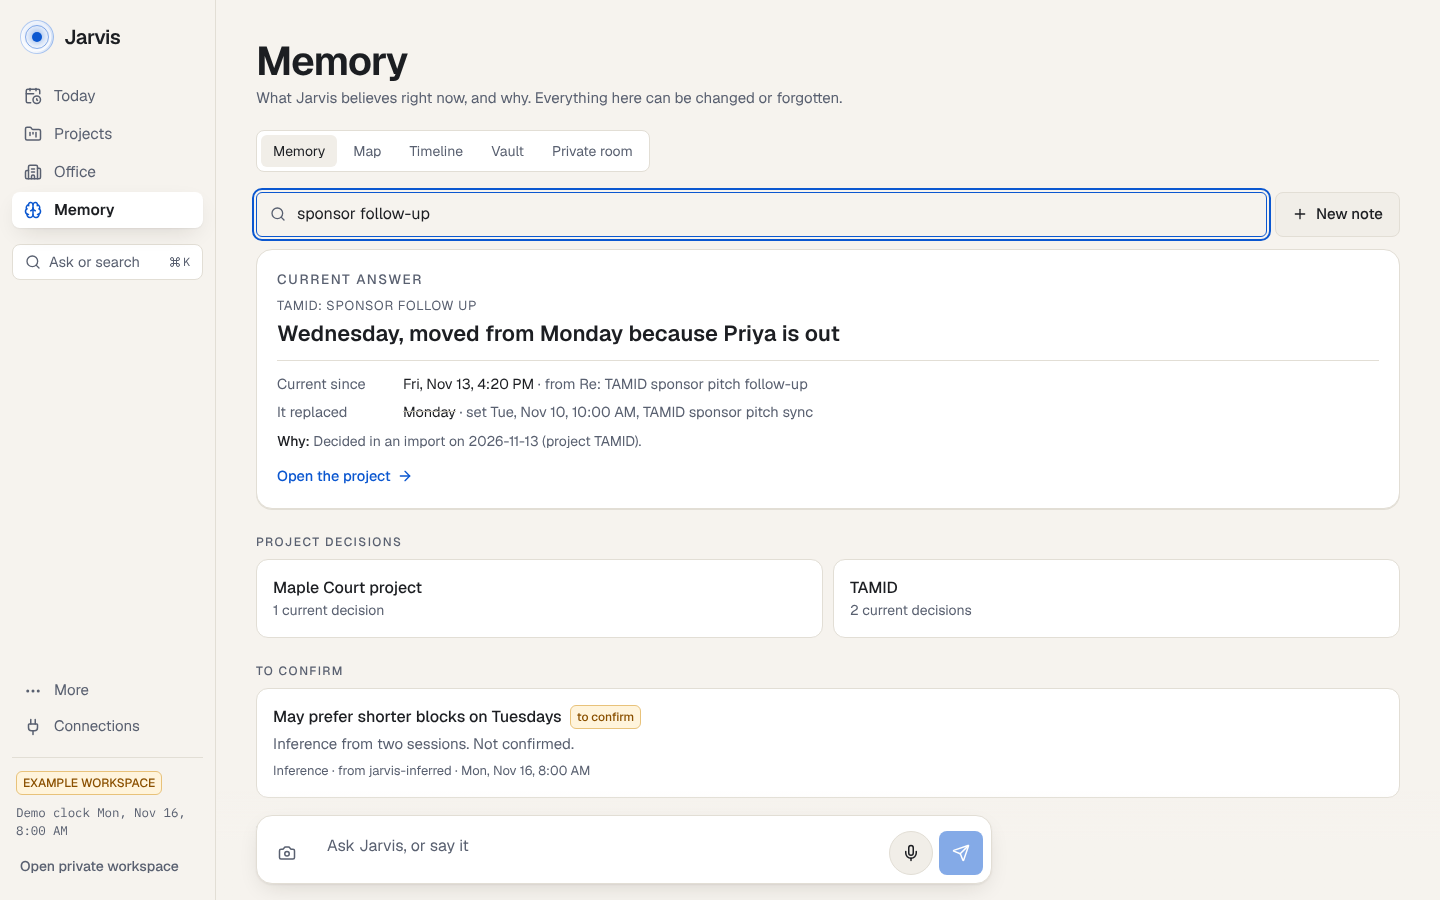 Jarvis
Today
Projects
Office
Memory
Ask or search ⌘ K
More
Connections
EXAMPLE WORKSPACE
Demo clock Mon, Nov 16,
8:00 AM
Open private workspace
Memory
What Jarvis believes right now, and why. Everything here can be changed or forgotten.
Memory Map Timeline Vault Private room
sponsor follow-up
New note
CURRENT ANSWER
TAMID: SPONSOR FOLLOW UP
Wednesday, moved from Monday because Priya is out
Current since Fri, Nov 13, 4:20 PM · from Re: TAMID sponsor pitch follow-up
It replaced Monday · set Tue, Nov 10, 10:00 AM, TAMID sponsor pitch sync
Why: Decided in an import on 2026-11-13 (project TAMID).
Open the project →
PROJECT DECISIONS
Maple Court project
1 current decision
TAMID
2 current decisions
TO CONFIRM
May prefer shorter blocks on Tuesdays to confirm
Inference from two sessions. Not confirmed.
Inference · from jarvis-inferred · Mon, Nov 16, 8:00 AM
Ask Jarvis, or say it